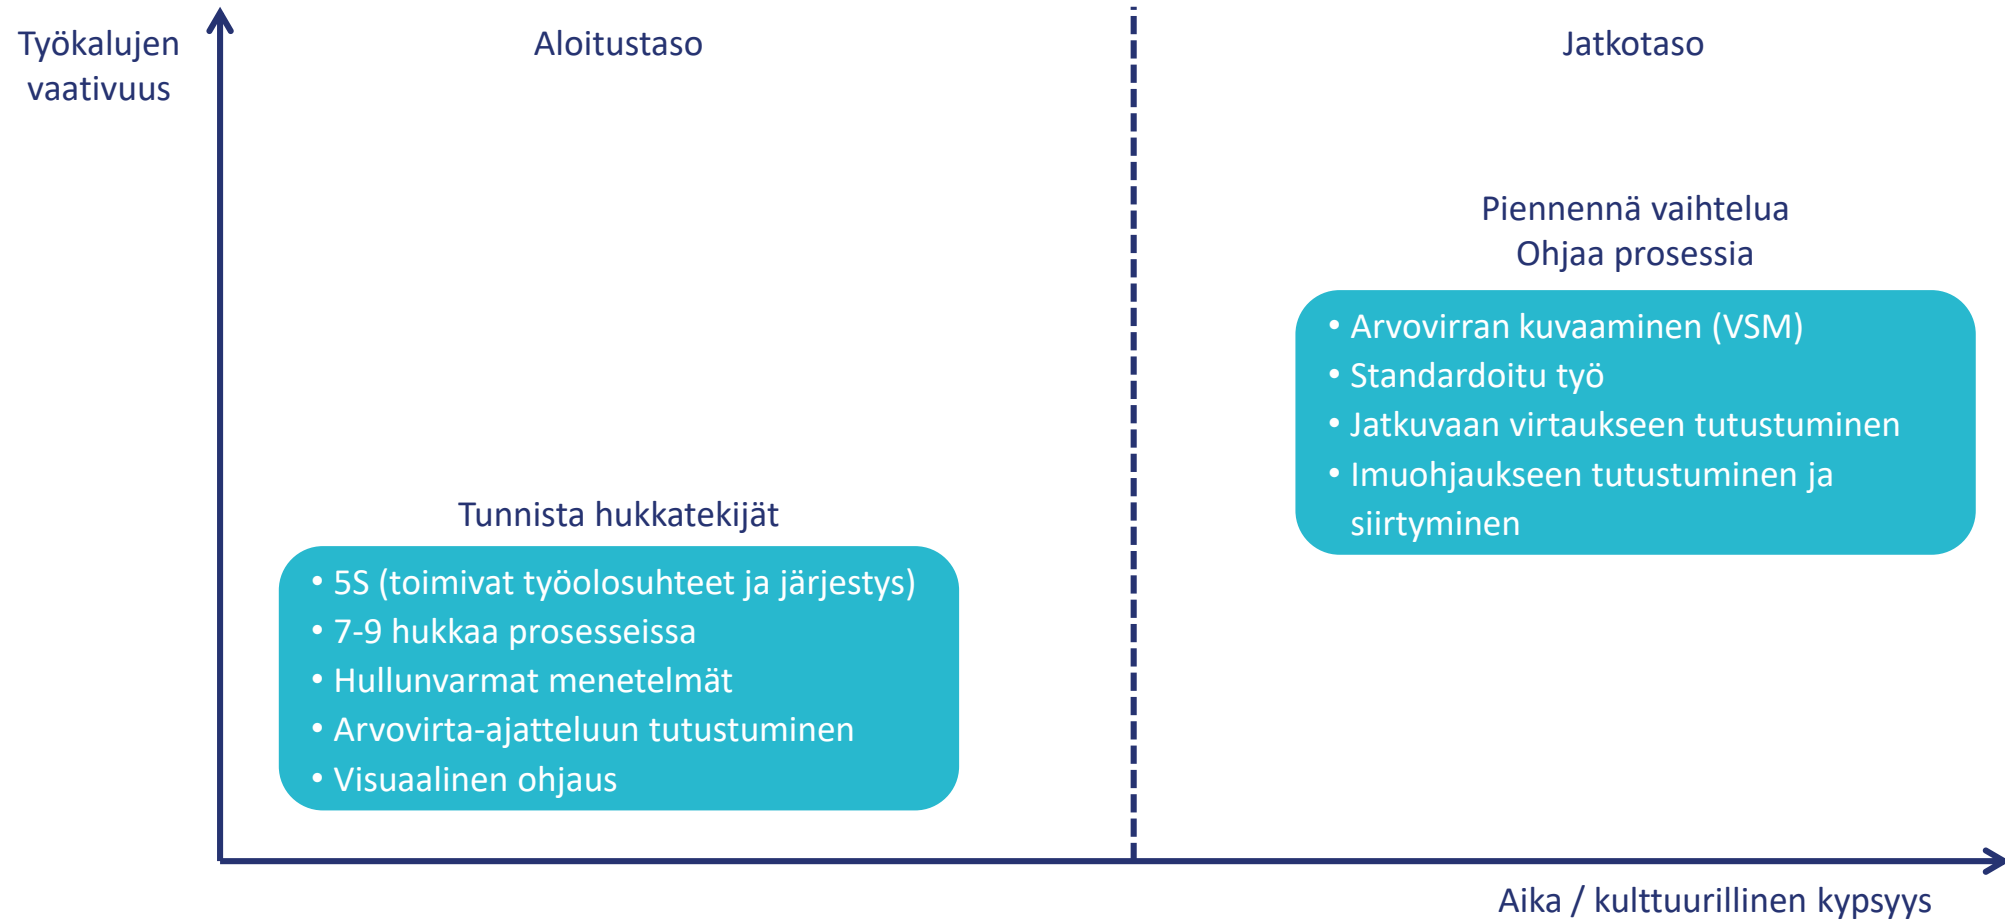 Työkalujen
vaativuus
Aloitustaso
Jatkotaso
Piennennä vaihtelua
Ohjaa prosessia
• Arvovirran kuvaaminen (VSM)
• Standardoitu työ
• Jatkuvaan virtaukseen tutustuminen
• Imuohjaukseen tutustuminen ja
siirtyminen
Tunnista hukkatekijät
• 5S (toimivat työolosuhteet ja järjestys)
• 7-9 hukkaa prosesseissa
• Hullunvarmat menetelmät
• Arvovirta-ajatteluun tutustuminen
• Visuaalinen ohjaus
Aika / kulttuurillinen kypsyys